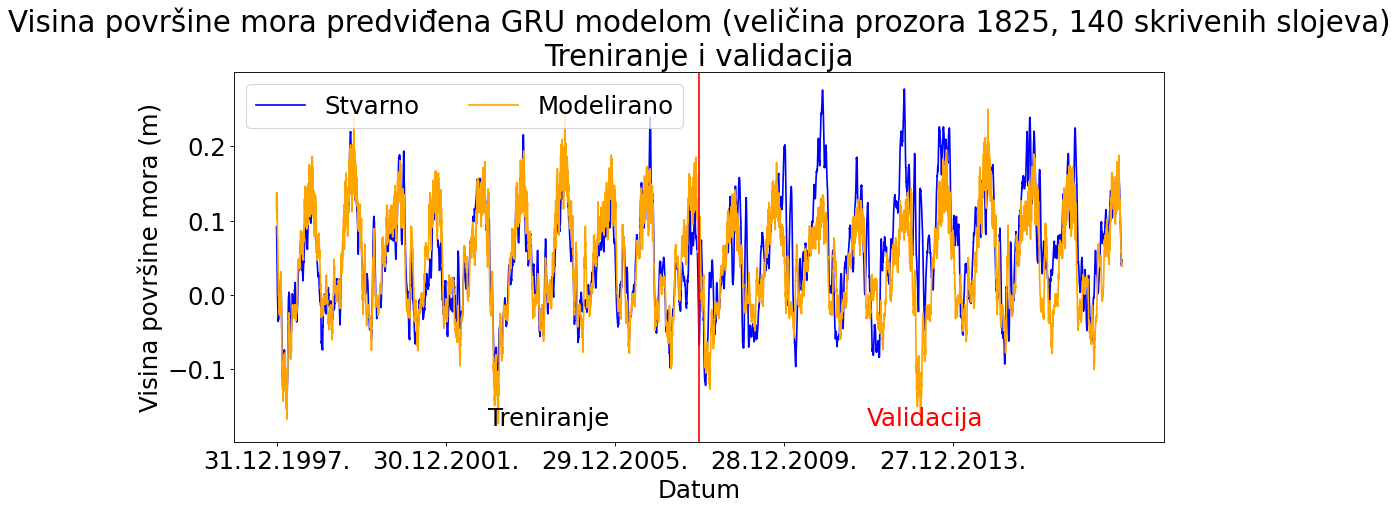 Visina površine mora predviđena GRU modelom (veličina prozora 1825, 140 skrivenih slojeva)
Treniranje i validacija
Stvarno
Modelirano
Visina površine mora (m)
0.2
0.1
0.0
−0.1
Treniranje
Validacija
31.12.1997.
30.12.2001.
29.12.2005.
28.12.2009.
27.12.2013.
Datum